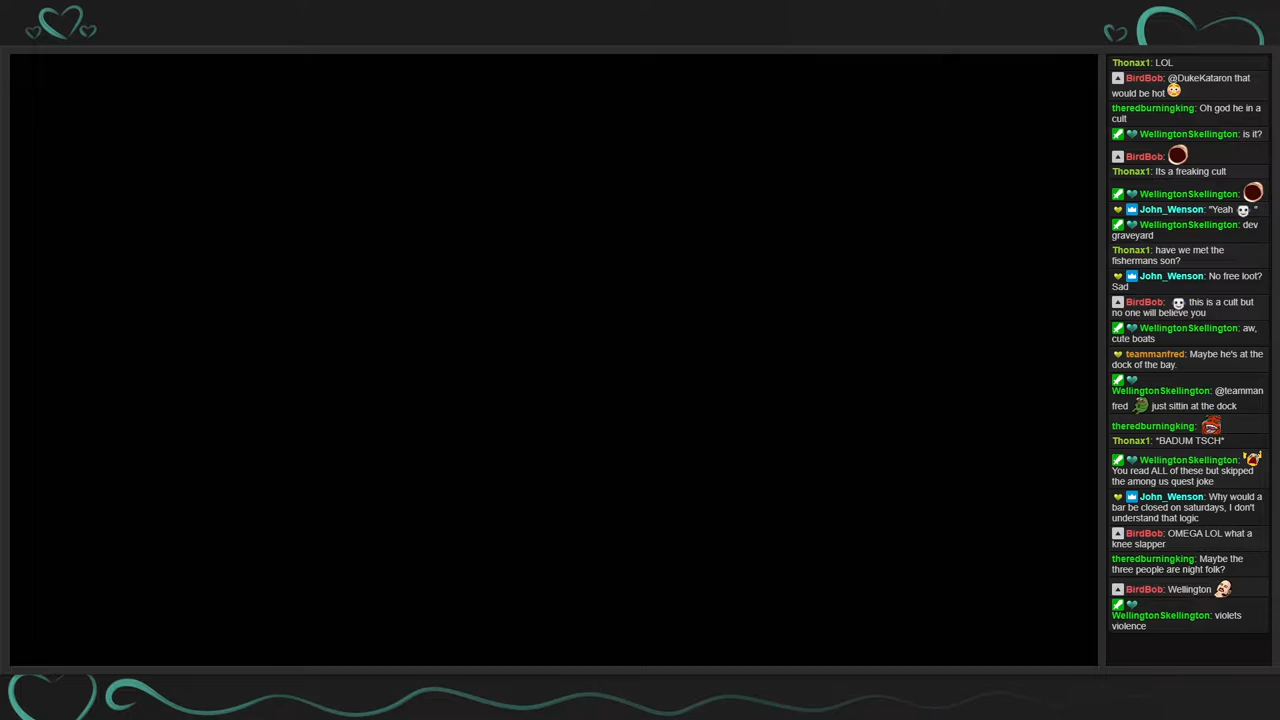 Thonax1: LOL
BirdBob: @DukeKataron that
would be hot
theredburningking: Oh god he in a
cult
WellingtonSkellington: is it?
BirdBob:
Thonax1: Its a freaking cult
WellingtonSkellington:
John_Wenson: "Yeah "
WellingtonSkellington: dev
graveyard
Thonax1: have we met the
fishermans son?
John_Wenson: No free loot?
Sad
BirdBob: this is a cult but
no one will believe you
WellingtonSkellington: aw,
cute boats
teammanfred: Maybe he's at the
dock of the bay.
WellingtonSkellington: @teamman
fred just sittin at the dock
theredburningking:
Thonax1: *BADUM TSCH*
WellingtonSkellington:
You read ALL of these but skipped
the among us quest joke
John_Wenson: Why would a
bar be closed on saturdays, I don't
understand that logic
BirdBob: OMEGA LOL what a
knee slapper
theredburningking: Maybe the
three people are night folk?
BirdBob: Wellington
WellingtonSkellington: violets
violence